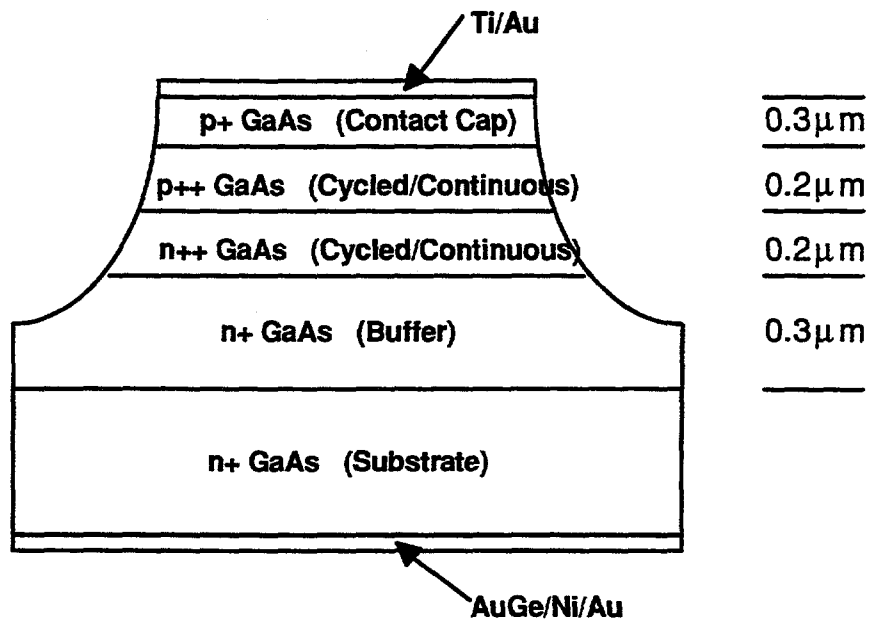 Ti/Au
p+ GaAs (Contact Cap)
0.3μm
p++ GaAs (Cycled/Continuous)
0.2μm
n++ GaAs (Cycled/Continuous)
0.2μm
n+ GaAs (Buffer)
0.3μm
n+ GaAs (Substrate)
AuGe/Ni/Au